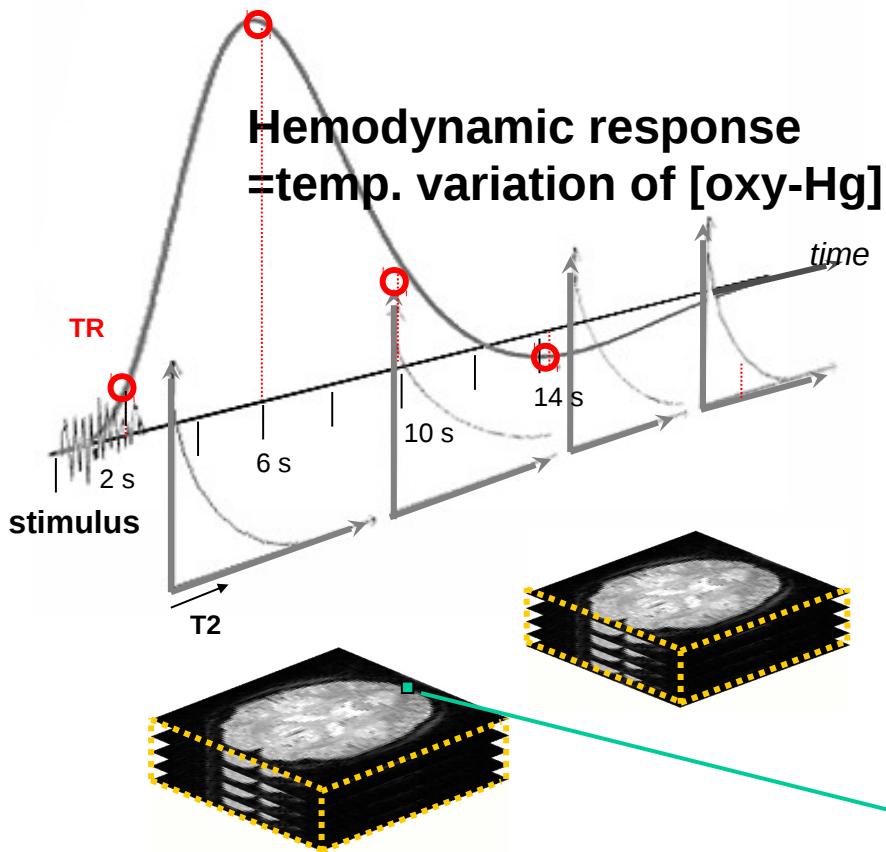 Hemodynamic response
=temp. variation of [oxy-Hg]
time
TR
14 s
10 s
6 s
2 s
stimulus
T2